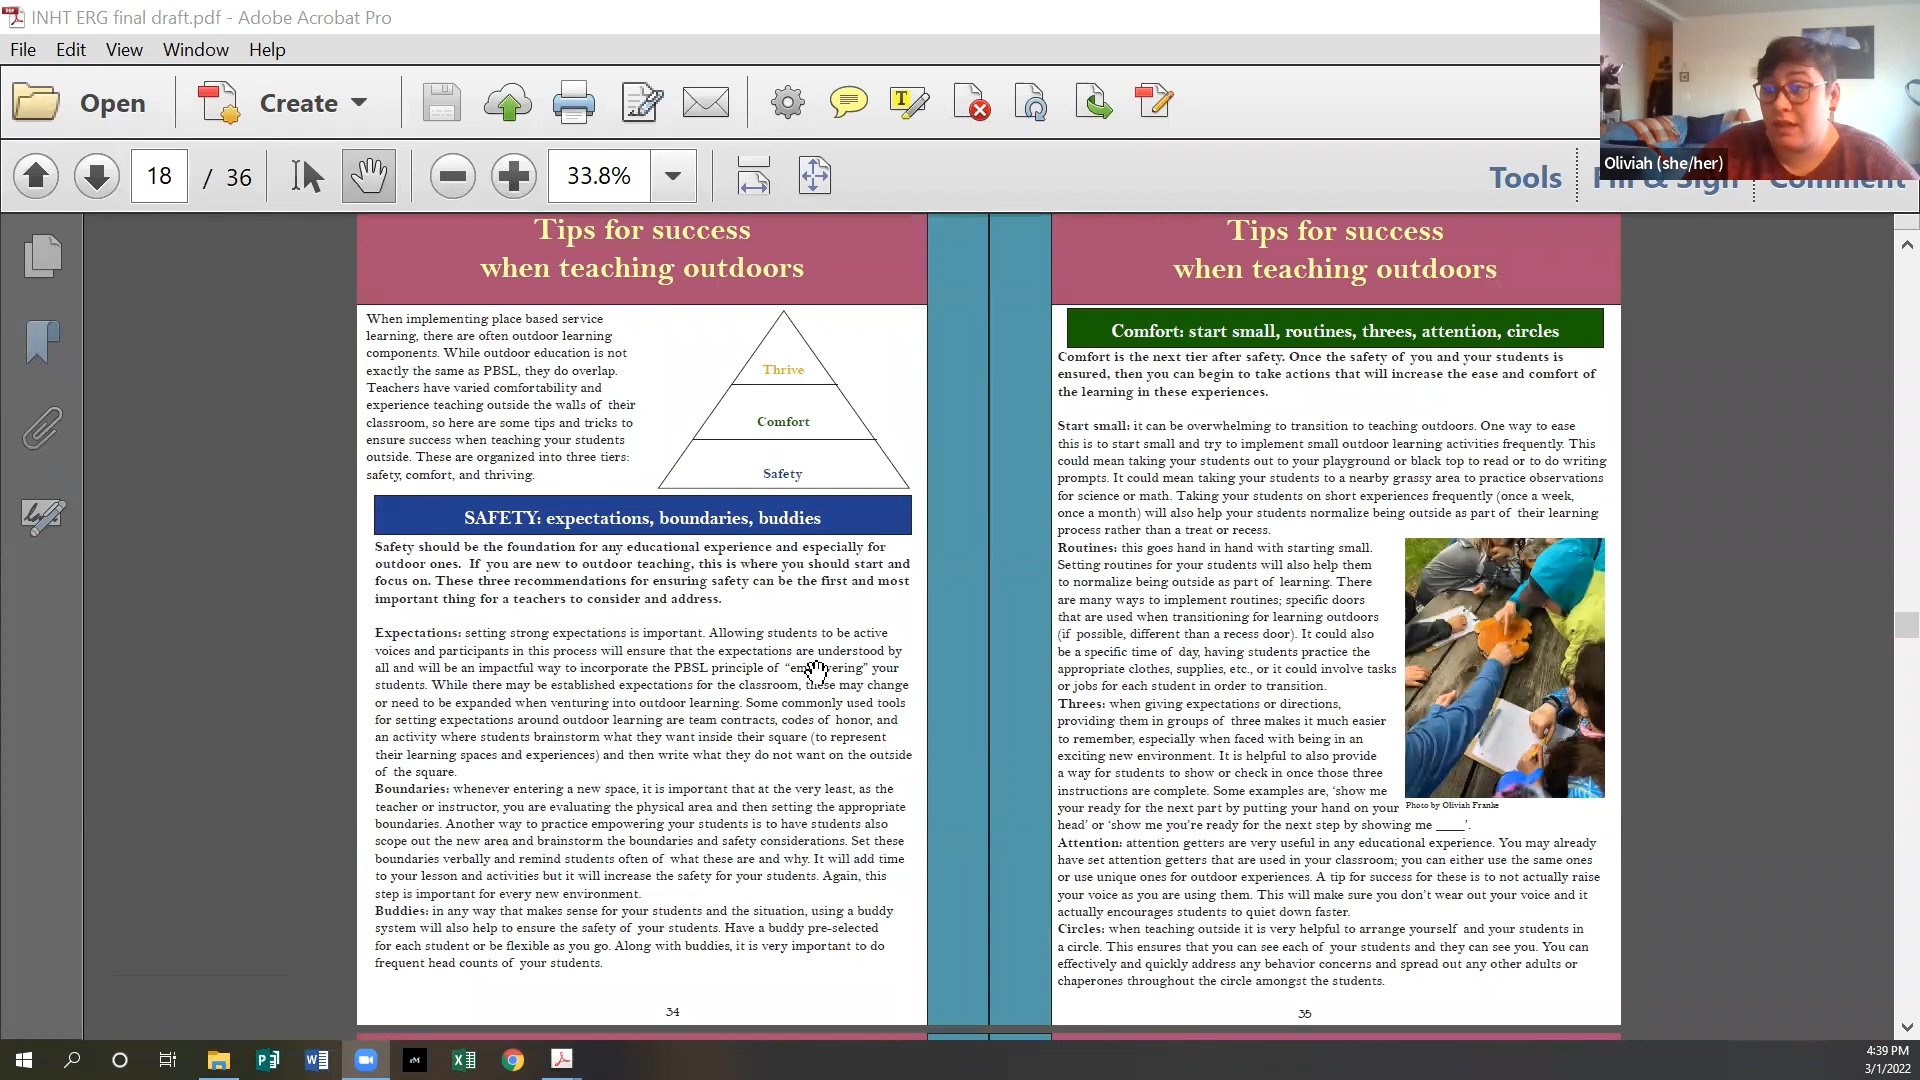 INHT ERG final draft.pdf - Adobe Acrobat Pro
File Edit View Window Help
Open
Create
18 / 36
33.8%
Tools
Fill & Sign
Comment
Oliviah (she/her)
Tips for success
when teaching outdoors
When implementing place based service
learning, there are often outdoor learning
components. While outdoor education is not
exactly the same as PBSL, they do overlap.
Teachers have varied comfortability and
experience teaching outside the walls of their
classroom, so here are some tips and tricks to
ensure success when teaching your students
outside. These are organized into three tiers:
safety, comfort, and thriving.
Thrive
Comfort
Safety
SAFETY: expectations, boundaries, buddies
Safety should be the foundation for any educational experience and especially for
outdoor ones. If you are new to outdoor teaching, this is where you should start and
focus on. These three recommendations for ensuring safety can be the first and most
important thing for a teachers to consider and address.
Expectations: setting strong expectations is important. Allowing students to be active
voices and participants in this process will ensure that the expectations are understood by
all and will be an impactful way to incorporate the PBSL principle of “empowering” your
students. While there may be established expectations for the classroom, these may change
or need to be expanded when venturing into outdoor learning. Some commonly used tools
for setting expectations around outdoor learning are team contracts, codes of honor, and
an activity where students brainstorm what they want inside their square (to represent
their learning spaces and experiences) and then write what they do not want on the outside
of the square.
Boundaries: whenever entering a new space, it is important that at the very least, as the
teacher or instructor, you are evaluating the physical area and then setting the appropriate
boundaries. Another way to practice empowering your students is to have students also
scope out the new area and brainstorm the boundaries and safety considerations. Set these
boundaries verbally and remind students often of what these are and why. It will add time
to your lesson and activities but it will increase the safety for your students. Again, this
step is important for every new environment.
Buddies: in any way that makes sense for your students and the situation, using a buddy
system will also help to ensure the safety of your students. Have a buddy pre-selected
for each student or be flexible as you go. Along with buddies, it is very important to do
frequent head counts of your students.
34
Tips for success
when teaching outdoors
Comfort: start small, routines, threes, attention, circles
Comfort is the next tier after safety. Once the safety of you and your students is
ensured, then you can begin to take actions that will increase the ease and comfort of
the learning in these experiences.
Start small: it can be overwhelming to transition to teaching outdoors. One way to ease
this is to start small and try to implement small outdoor learning activities frequently. This
could mean taking your students out to your playground or black top to read or to do writing
prompts. It could mean taking your students to a nearby grassy area to practice observations
for science or math. Taking your students on short experiences frequently (once a week,
once a month) will also help your students normalize being outside as part of their learning
process rather than a treat or recess.
Routines: this goes hand in hand with starting small.
Setting routines for your students will also help them
to normalize being outside as part of learning. There
are many ways to implement routines; specific doors
that are used when transitioning for learning outdoors
(if possible, different than a recess door). It could also
be a specific time of day, having students practice the
appropriate clothes, supplies, etc., or it could involve tasks
or jobs for each student in order to transition.
Threes: when giving expectations or directions,
providing them in groups of three makes it much easier
to remember, especially when faced with being in an
exciting new environment. It is helpful to also provide
a way for students to show or check in once those three
instructions are complete. Some examples are, ‘show me
your ready for the next part by putting your hand on your
head’ or ‘show me you’re ready for the next step by showing me ____’.
Photo by Oliviah Franke
Attention: attention getters are very useful in any educational experience. You may already
have set attention getters that are used in your classroom; you can either use the same ones
or use unique ones for outdoor experiences. A tip for success for these is to not actually raise
your voice as you are using them. This will make sure you don’t wear out your voice and it
actually encourages students to quiet down faster.
Circles: when teaching outside it is very helpful to arrange yourself and your students in
a circle. This ensures that you can see each of your students and they can see you. You can
effectively and quickly address any behavior concerns and spread out any other adults or
chaperones throughout the circle amongst the students.
35
4:39 PM
3/1/2022